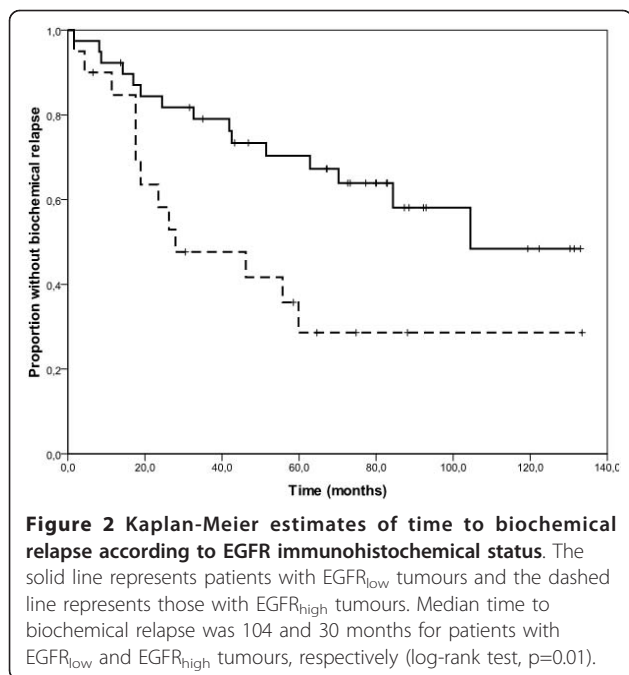 1,0
0,8
0,6
0,4
0,2
0,0
Proportion without biochemical relapse
0,0 20,0 40,0 60,0 80,0 100,0 120,0 140,0
Time (months)
Figure 2 Kaplan-Meier estimates of time to biochemical
relapse according to EGFR immunohistochemical status. The
solid line represents patients with EGFRlow tumours and the dashed
line represents those with EGFRhigh tumours. Median time to
biochemical relapse was 104 and 30 months for patients with
EGFRlow and EGFRhigh tumours, respectively (log-rank test, p=0.01).